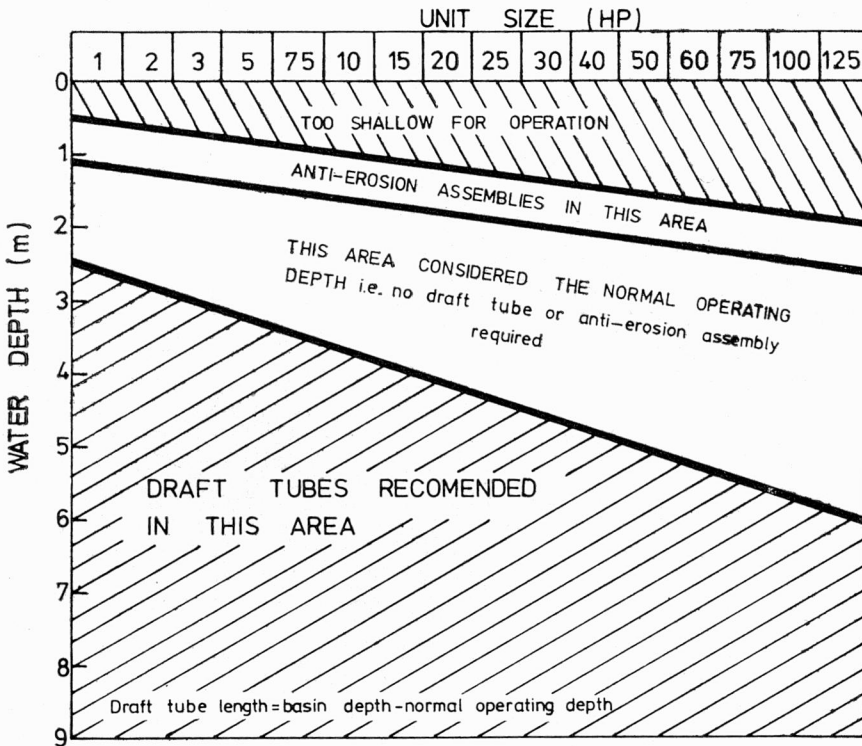 UNIT SIZE (HP)
1 2 3 5 75 10 15 20 25 30 40 50 60 75 100 125
0
TOO SHALLOW FOR OPERATION
1
ANTI-EROSION ASSEMBLIES IN THIS AREA
2
THIS AREA CONSIDERED THE NORMAL OPERATING
DEPTH i.e. no draft tube or anti-erosion assembly
required
3
4
WATER DEPTH (m)
5
DRAFT TUBES RECOMENDED
IN THIS AREA
6
7
8
Draft tube length=basin depth-normal operating depth
9